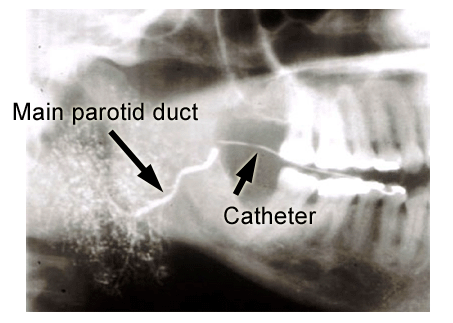 Main parotid duct
Catheter